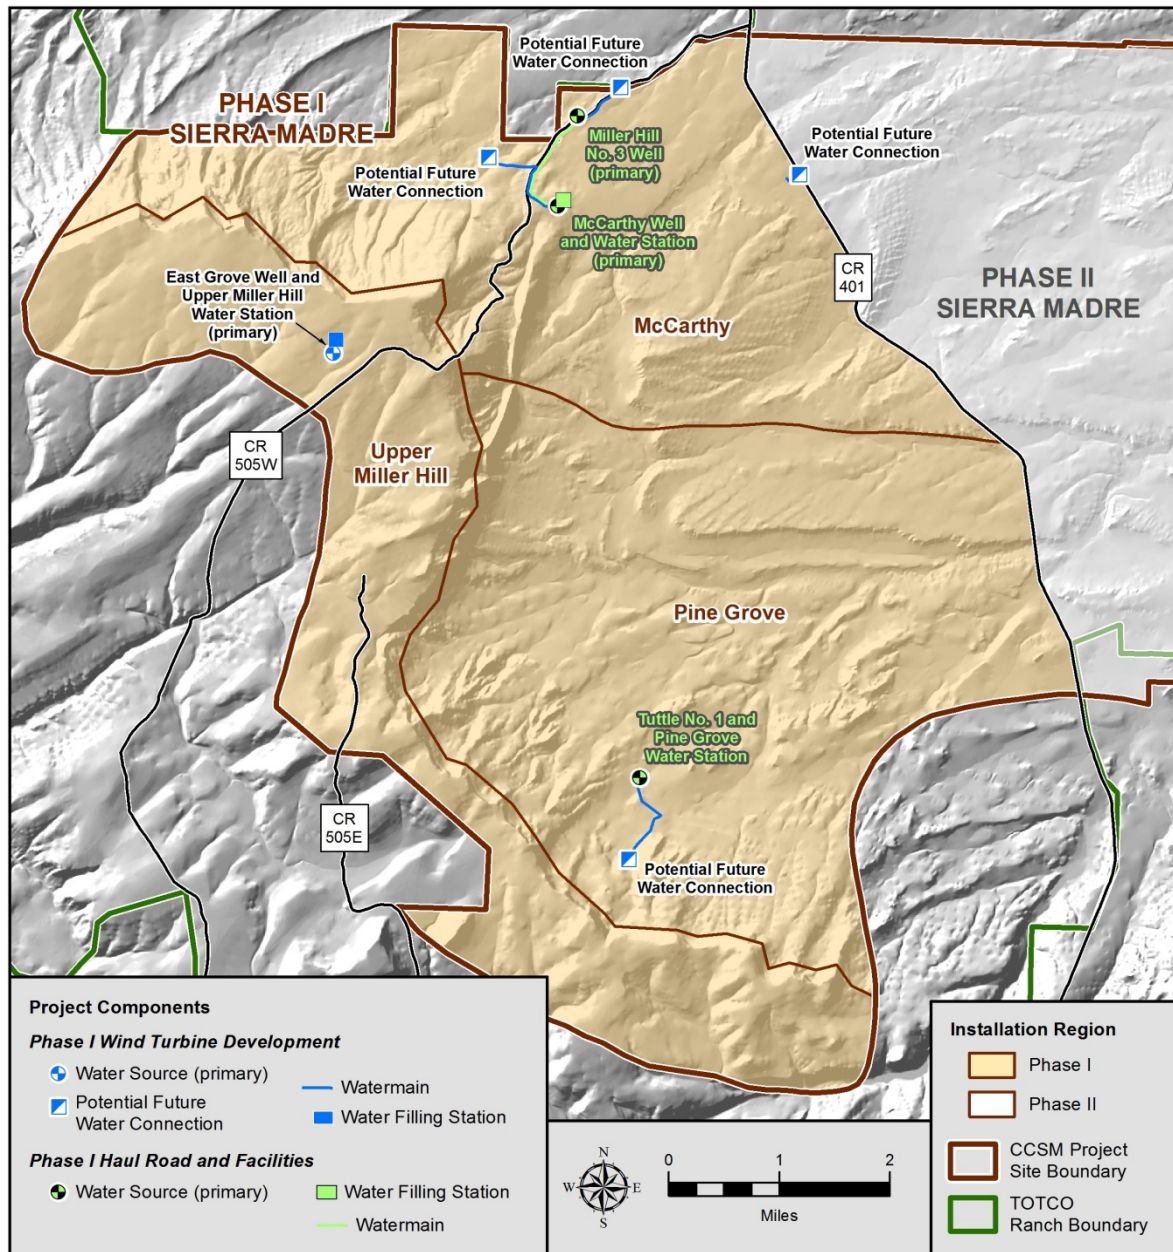 Potential Future
Water Connection
PHASE I
SIERRA MADRE
Miller Hill
No. 3 Well
(primary)
Potential Future
Water Connection
Potential Future
Water Connection
McCarthy Well
and Water Station
(primary)
East Grove Well and
Upper Miller Hill
Water Station
(primary)
CR
401
PHASE II
SIERRA MADRE
McCarthy
CR
505W
Upper
Miller Hill
Pine Grove
Tuttle No. 1 and
Pine Grove
Water Station
CR
505E
Potential Future
Water Connection
Project Components
Phase I Wind Turbine Development
Water Source (primary)
Potential Future
Water Connection
Watermain
Water Filling Station
Phase I Haul Road and Facilities
Water Source (primary)
Water Filling Station
Watermain
N
W
E
S
0
1
2
Miles
Installation Region
Phase I
Phase II
CCSM Project
Site Boundary
TOTCO
Ranch Boundary